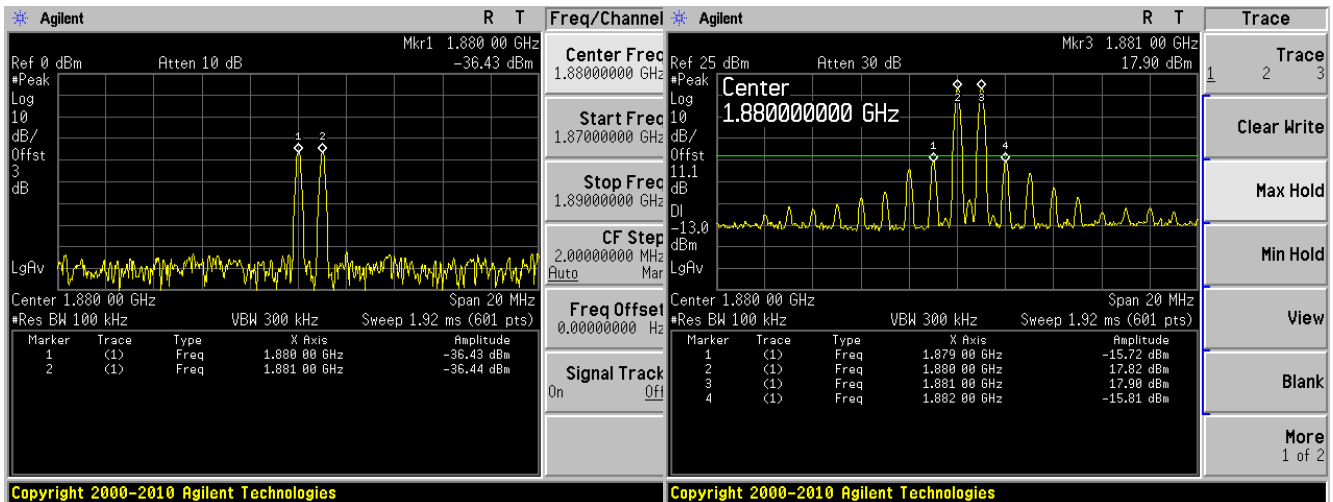 Agilent R T
Mkr1 1.880 00 GHz
Ref 0 dBm Atten 10 dB -36.43 dBm
#Peak
Log
10
dB/
Offst
3
dB
LgAv
1 2
Center 1.880 00 GHz Span 20 MHz
#Res BW 100 kHz VBW 300 kHz Sweep 1.92 ms (601 pts)
Marker Trace Type X Axis Amplitude
1 (1) Freq 1.880 00 GHz -36.43 dBm
2 (1) Freq 1.881 00 GHz -36.44 dBm
Copyright 2000-2010 Agilent Technologies
Freq/Channel
Center Freq
1.88000000 GHz
Start Freq
1.87000000 GHz
Stop Freq
1.89000000 GHz
CF Step
2.00000000 MHz
Auto Mar
Freq Offset
0.00000000 Hz
Signal Track
On Off
Agilent R T
Mkr3 1.881 00 GHz
Ref 25 dBm Atten 30 dB 17.90 dBm
#Peak
Log
10
dB/
Offst
11.1
dB
DI
-13.0
dBm
LgAv
Center
1.880000000 GHz
1 2 3 4
Center 1.880 00 GHz Span 20 MHz
#Res BW 100 kHz VBW 300 kHz Sweep 1.92 ms (601 pts)
Marker Trace Type X Axis Amplitude
1 (1) Freq 1.879 00 GHz -15.72 dBm
2 (1) Freq 1.880 00 GHz 17.82 dBm
3 (1) Freq 1.881 00 GHz 17.90 dBm
4 (1) Freq 1.882 00 GHz -15.81 dBm
Copyright 2000-2010 Agilent Technologies
Trace
Trace
1 2 3
Clear Write
Max Hold
Min Hold
View
Blank
More
1 of 2